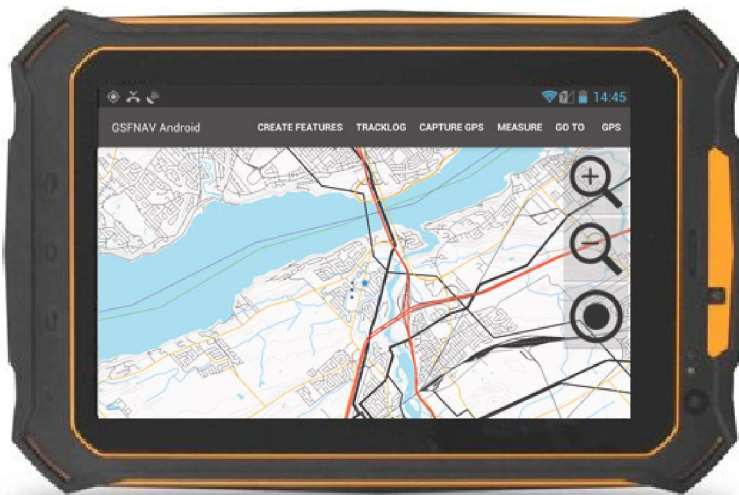 14:45
GSFNAV Android CREATE FEATURES TRACKLOG CAPTURE GPS MEASURE GO TO GPS